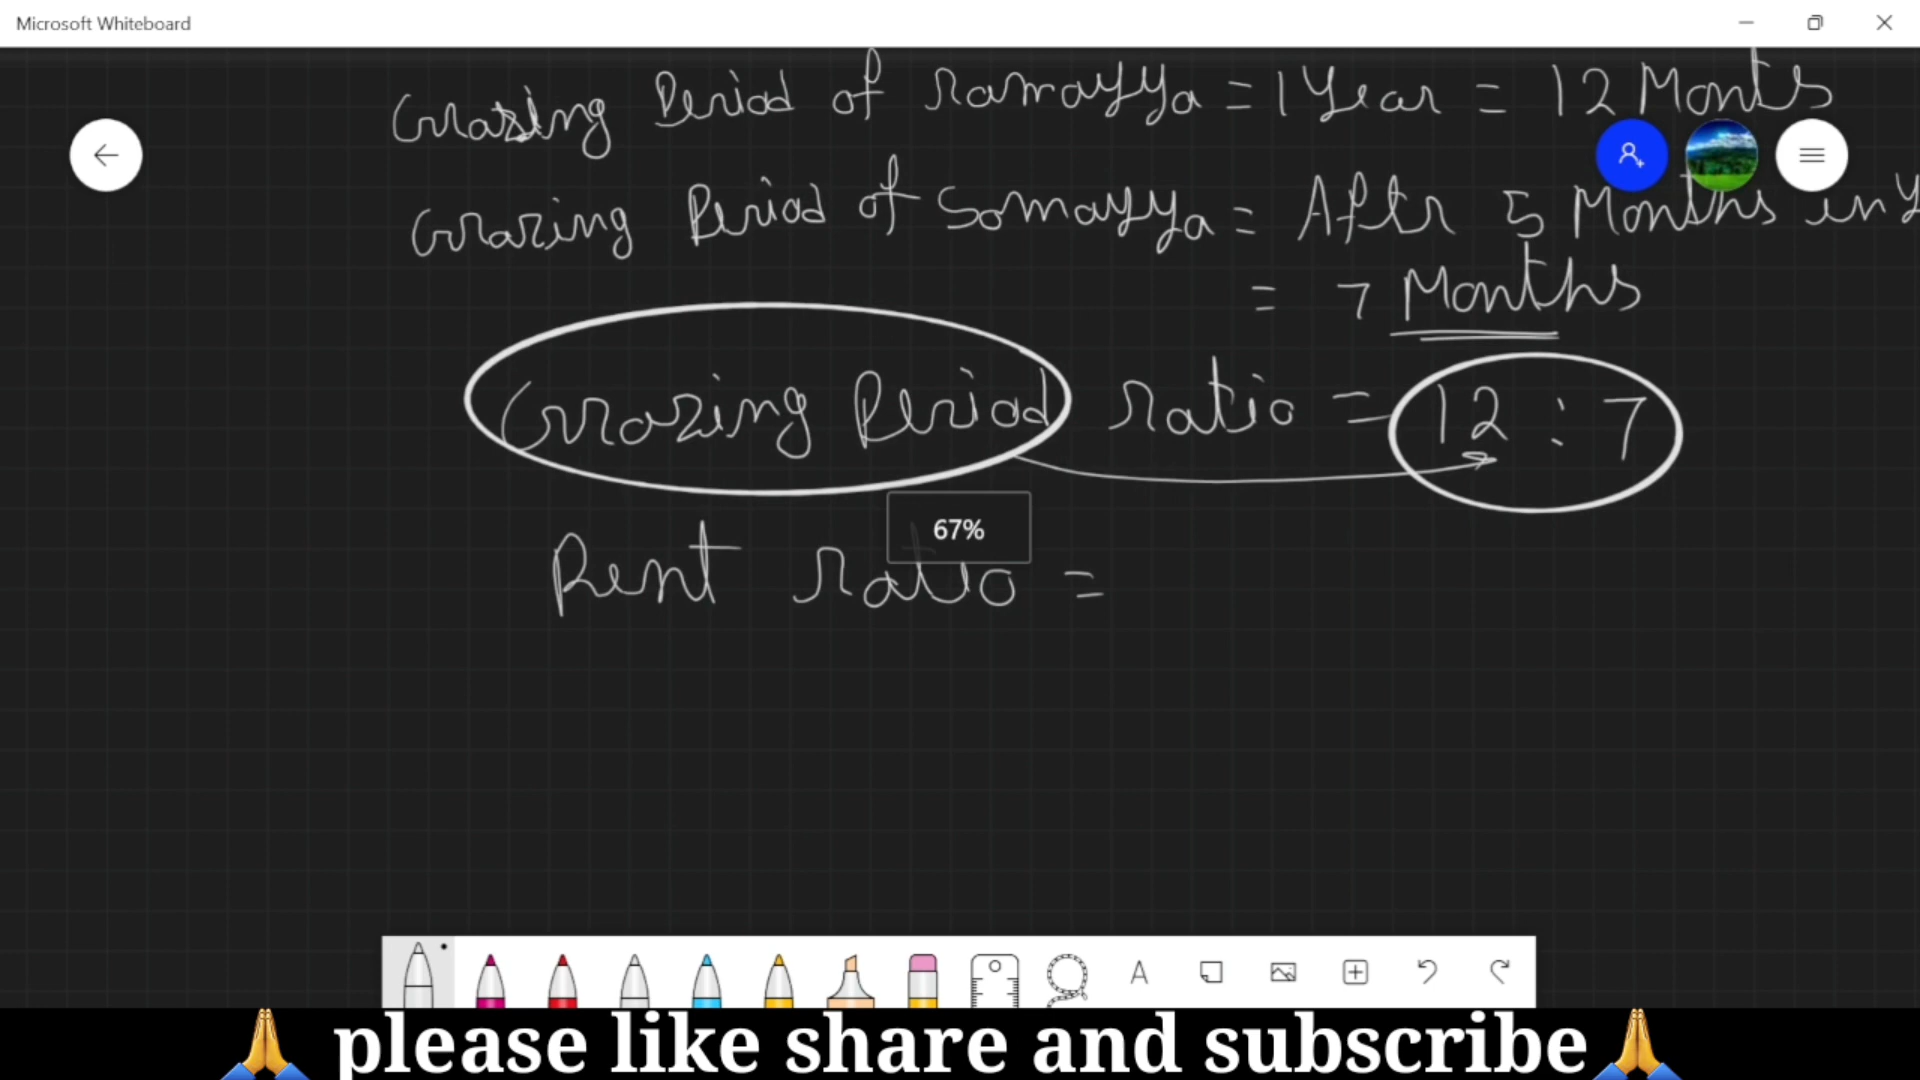 Microsoft Whiteboard
Grazing Period of ramayya = 1 Year = 12 Months
Grazing Period of Somayya = After 5 Months in Y
= 7 Months
Grazing Period ratio = 12 : 7
67%
Rent ratio =
A
🙏 please like share and subscribe 🙏